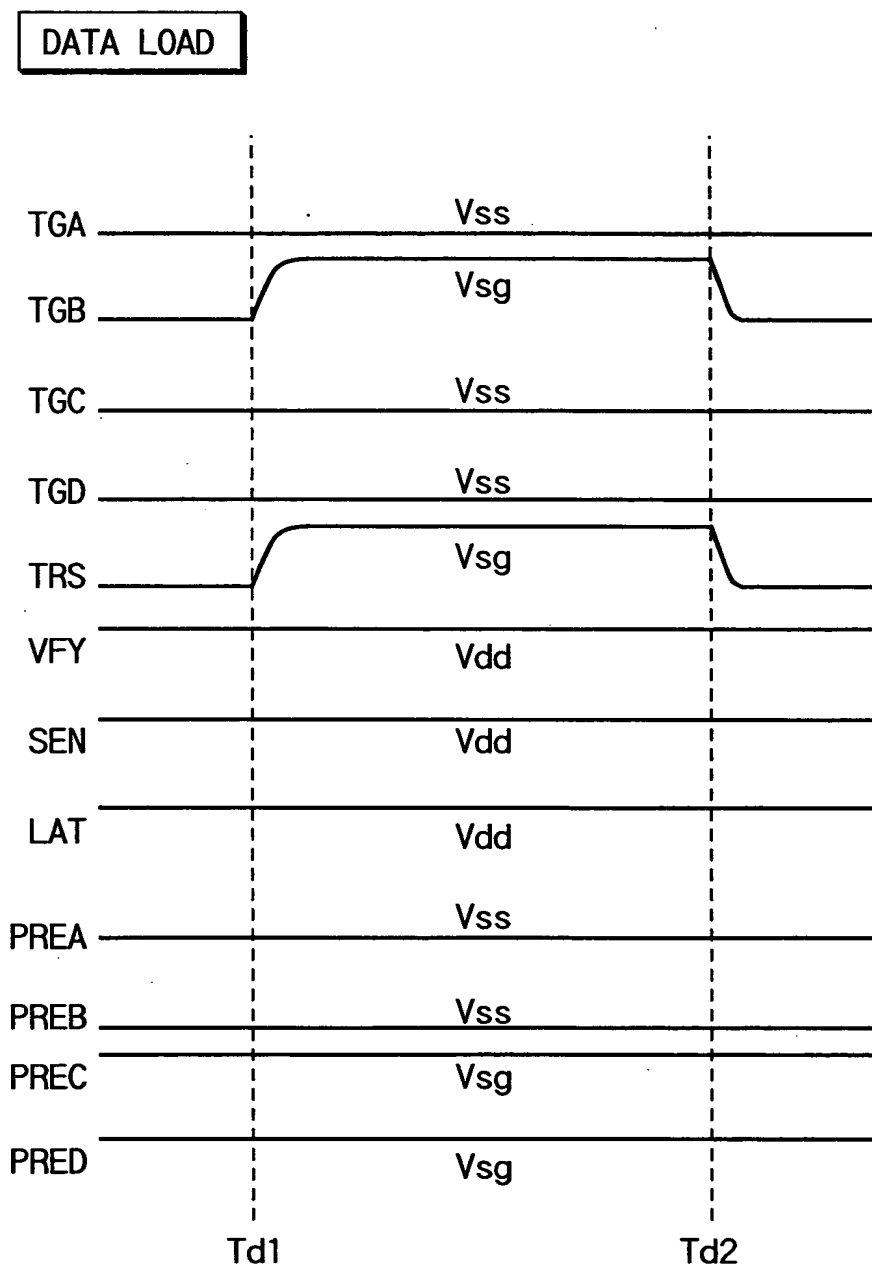 DATA LOAD
TGA Vss
TGB Vsg
TGC Vss
TGD Vss
TRS Vsg
VFY Vdd
SEN Vdd
LAT Vdd
PREA Vss
PREB Vss
PREC Vsg
PRED Vsg
Td1 Td2